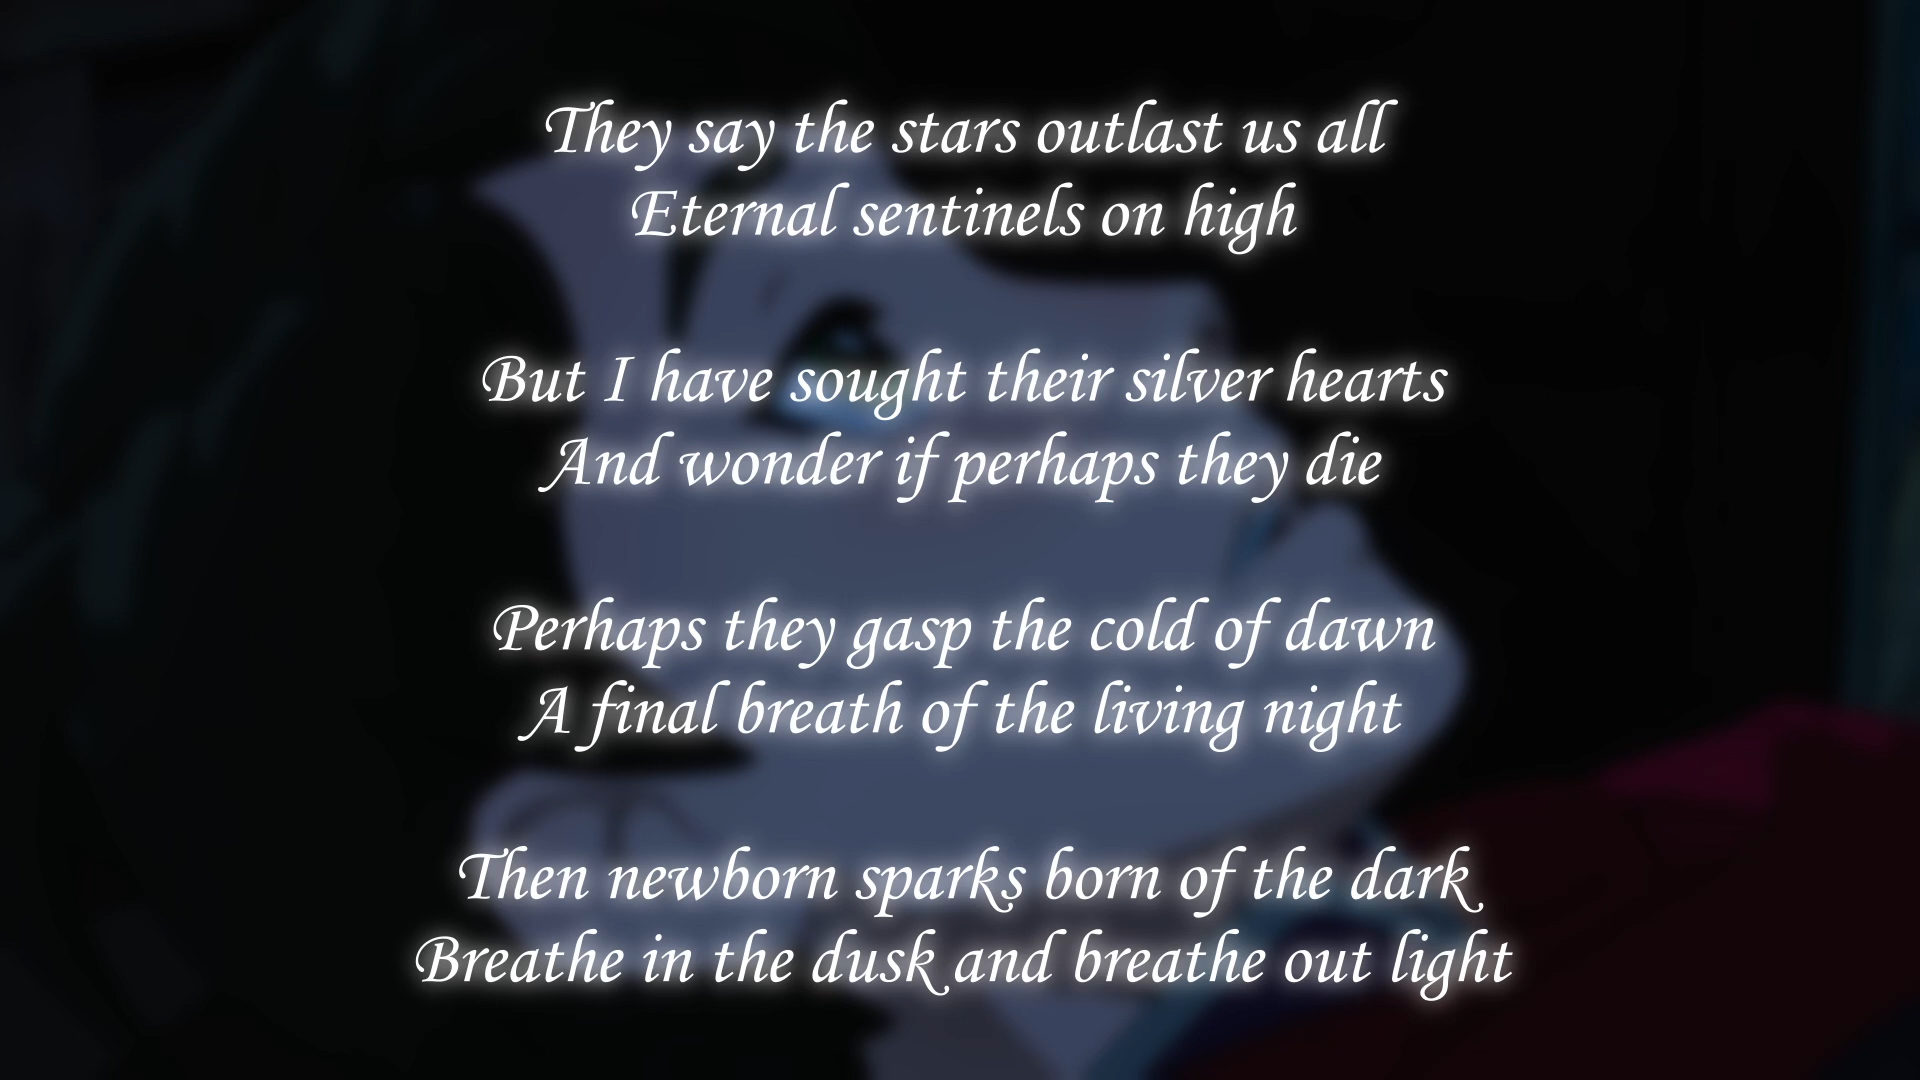 They say the stars outlast us all
Eternal sentinels on high
But I have sought their silver hearts
And wonder if perhaps they die
Perhaps they gasp the cold of dawn
A final breath of the living night
Then newborn sparks born of the dark
Breathe in the dusk and breathe out light